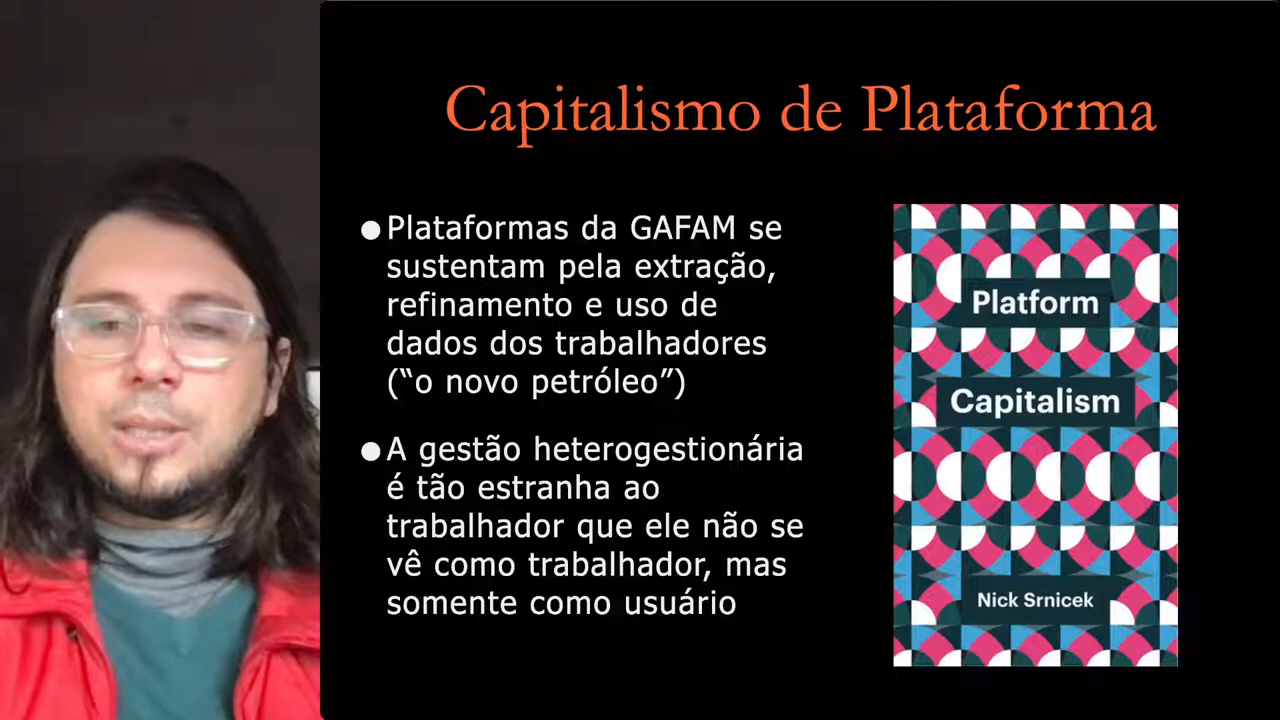 Capitalismo de Plataforma
●Plataformas da GAFAM se
sustentam pela extração,
refinamento e uso de
dados dos trabalhadores
(“o novo petróleo”)
●A gestão heterogestionária
é tão estranha ao
trabalhador que ele não se
vê como trabalhador, mas
somente como usuário
Platform
Capitalism
Nick Srnicek